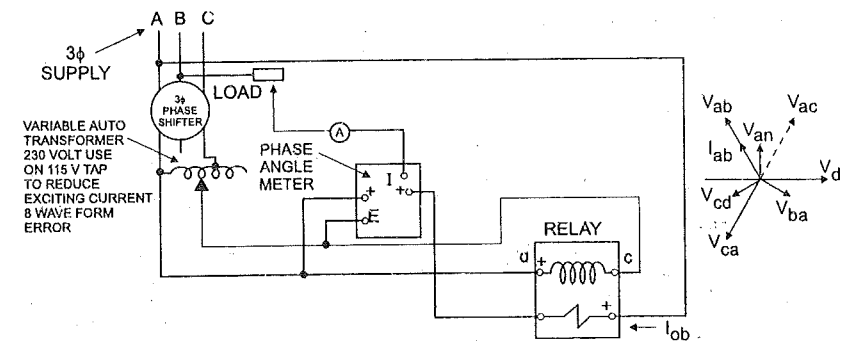 A B C
3ϕ
SUPPLY
3ϕ
PHASE
SHIFTER
LOAD
A
VARIABLE AUTO
TRANSFORMER
230 VOLT USE
ON 115 V TAP
TO REDUCE
EXCITING CURRENT
8 WAVE FORM
ERROR
PHASE
ANGLE
METER
I
+
+
E
RELAY
d
+
c
+
Iob
Vab
Vac
Van
Iab
Vd
Vcd
Vba
Vca